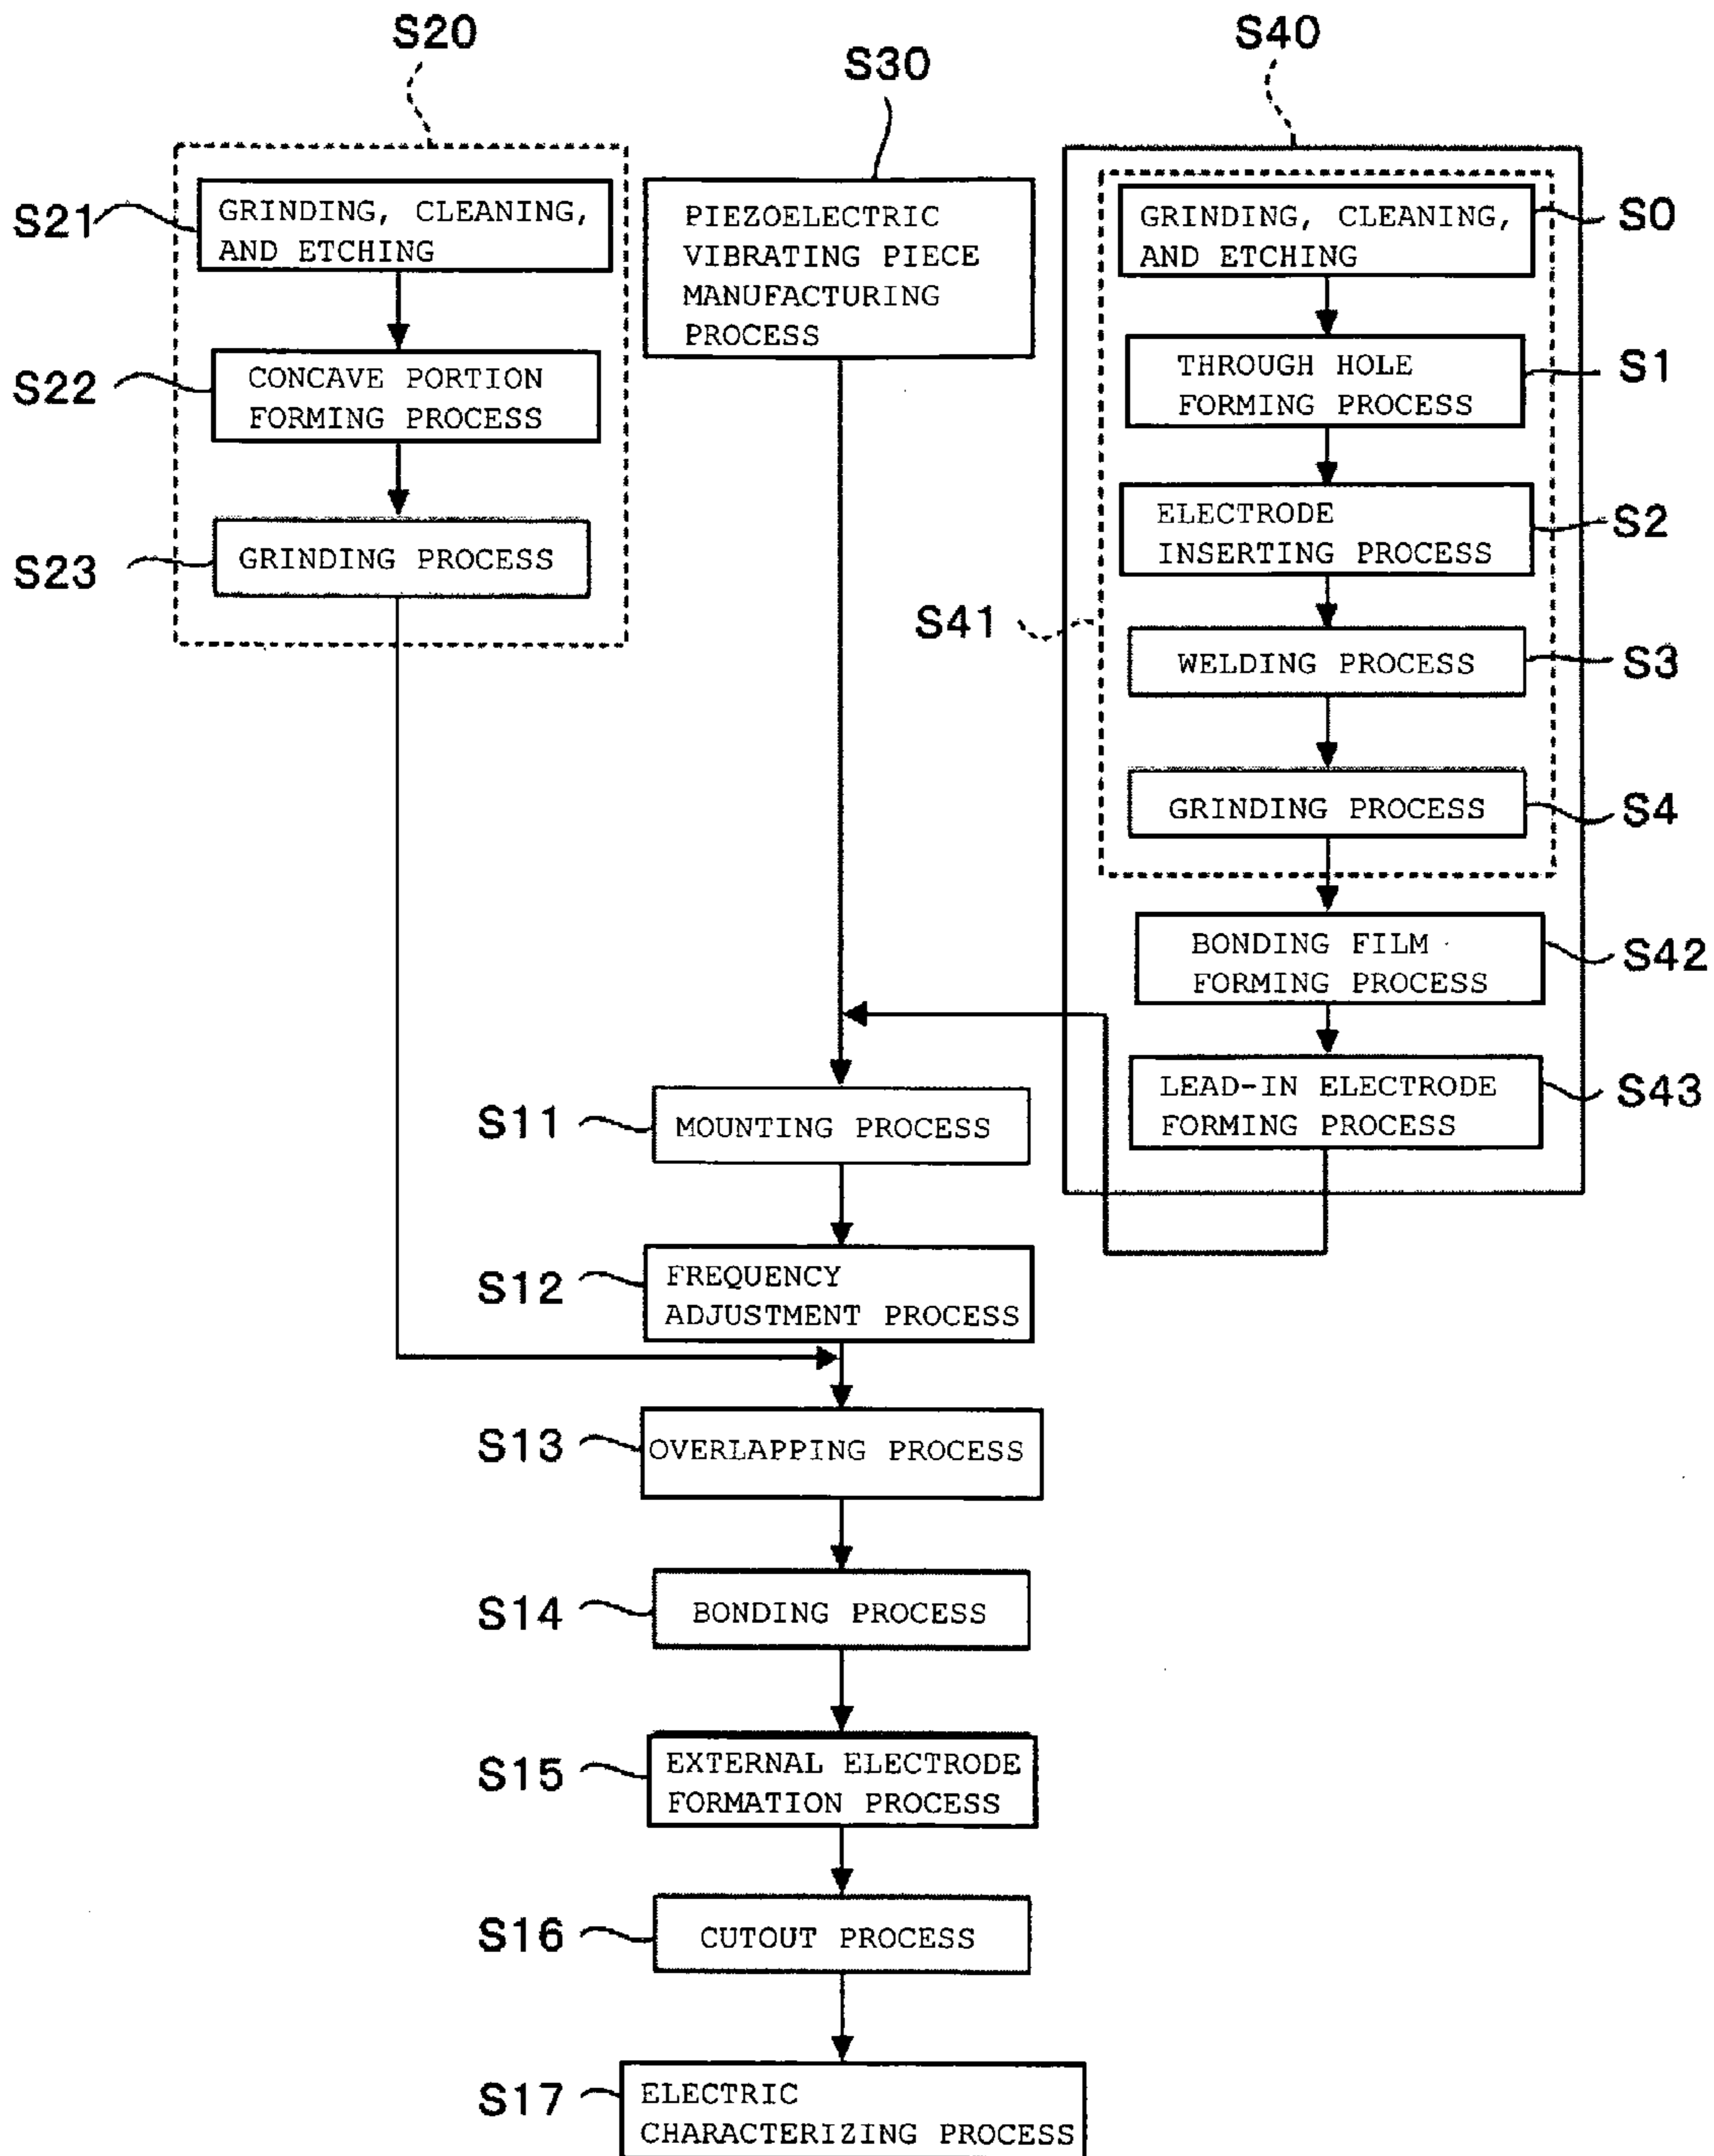 S20
S30
S40
S21
GRINDING, CLEANING,
AND ETCHING
S22
CONCAVE PORTION
FORMING PROCESS
S23
GRINDING PROCESS
PIEZOELECTRIC
VIBRATING PIECE
MANUFACTURING
PROCESS
S41
GRINDING, CLEANING,
AND ETCHING
S0
THROUGH HOLE
FORMING PROCESS
S1
ELECTRODE
INSERTING PROCESS
S2
WELDING PROCESS
S3
GRINDING PROCESS
S4
BONDING FILM
FORMING PROCESS
S42
LEAD-IN ELECTRODE
FORMING PROCESS
S43
S11
MOUNTING PROCESS
S12
FREQUENCY
ADJUSTMENT PROCESS
S13
OVERLAPPING PROCESS
S14
BONDING PROCESS
S15
EXTERNAL ELECTRODE
FORMATION PROCESS
S16
CUTOUT PROCESS
S17
ELECTRIC
CHARACTERIZING PROCESS